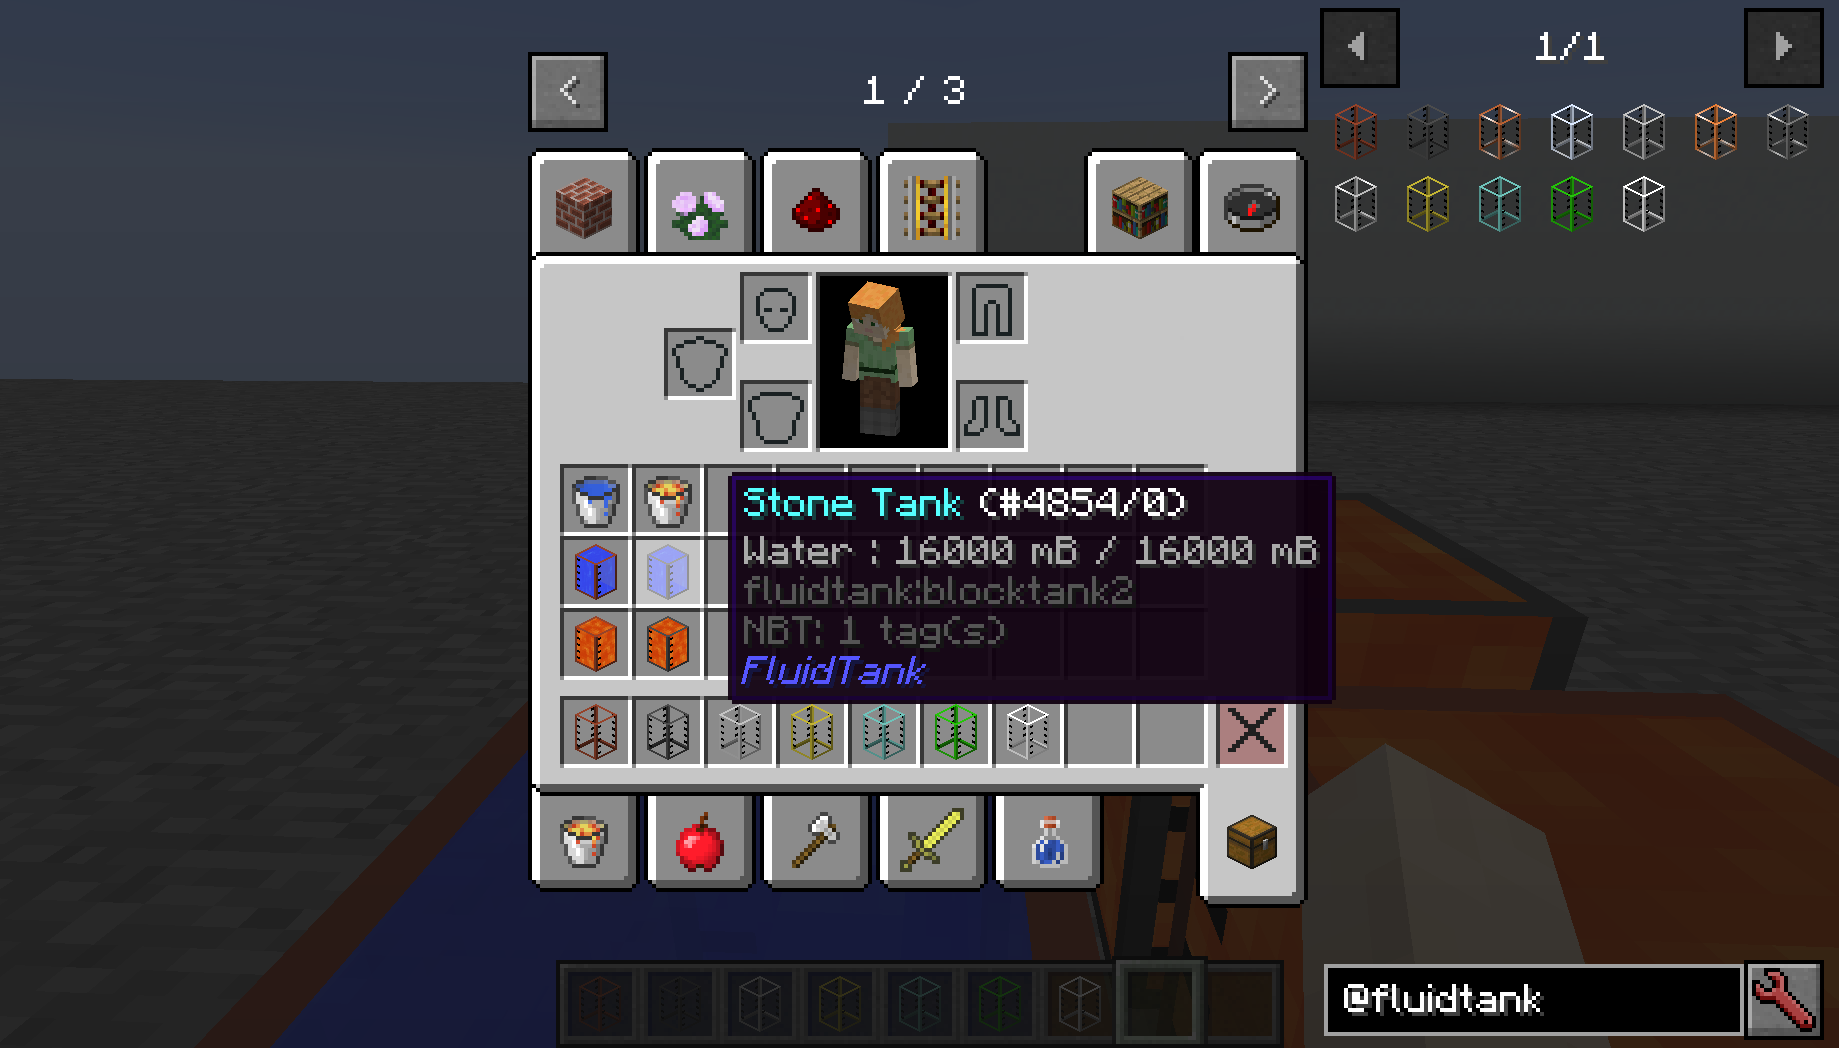 1/1
1 / 3
Stone Tank (#4854/0)
Water : 16000 mB / 16000 mB
fluidtank:blocktank2
NBT: 1 tag(s)
FluidTank
@fluidtank